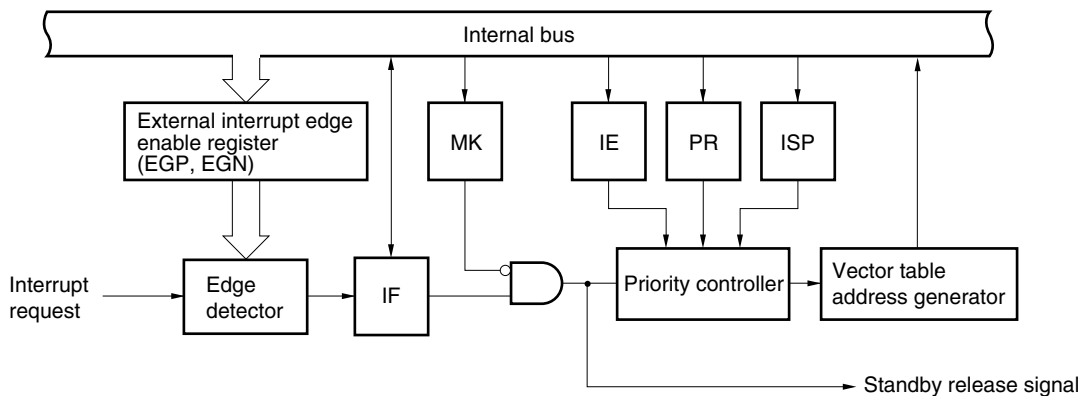 Internal bus
External interrupt edge
enable register
(EGP, EGN)
MK
IE
PR
ISP
Interrupt
request
Edge
detector
IF
Priority controller
Vector table
address generator
Standby release signal